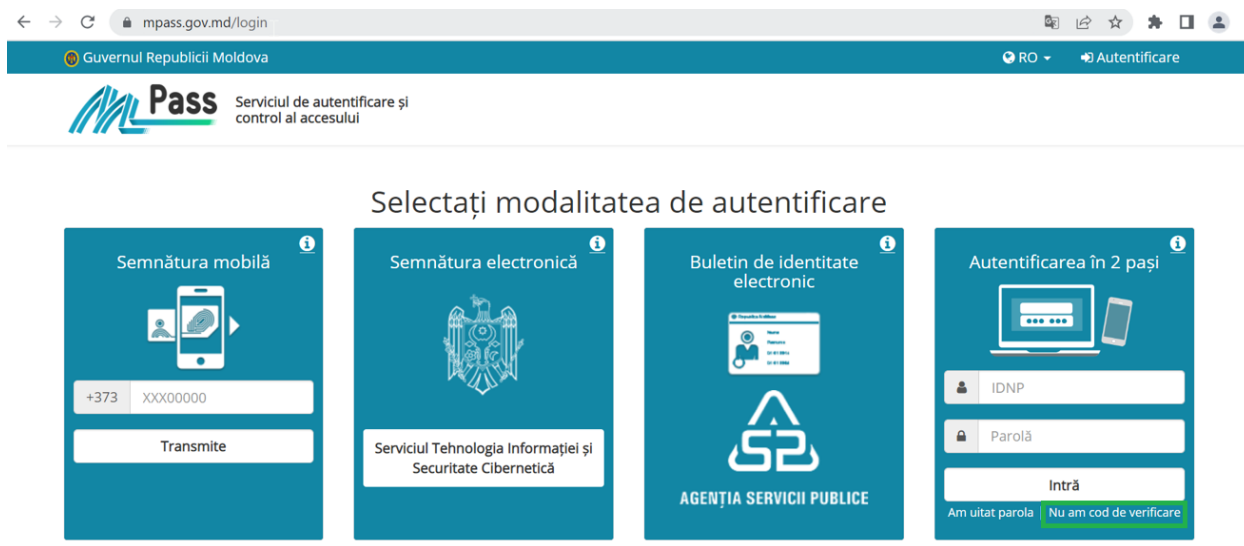 mpass.gov.md/login
Guvernul Republicii Moldova
RO
Autentificare
Pass
Serviciul de autentificare și
control al accesului
Selectați modalitatea de autentificare
Semnătura mobilă
+373 XXX00000
Transmite
Semnătura electronică
Serviciul Tehnologia Informației și
Securitate Cibernetică
Buletin de identitate
electronic
AGENȚIA SERVICII PUBLICE
Autentificarea în 2 pași
IDNP
Parolă
Intră
Am uitat parola | Nu am cod de verificare